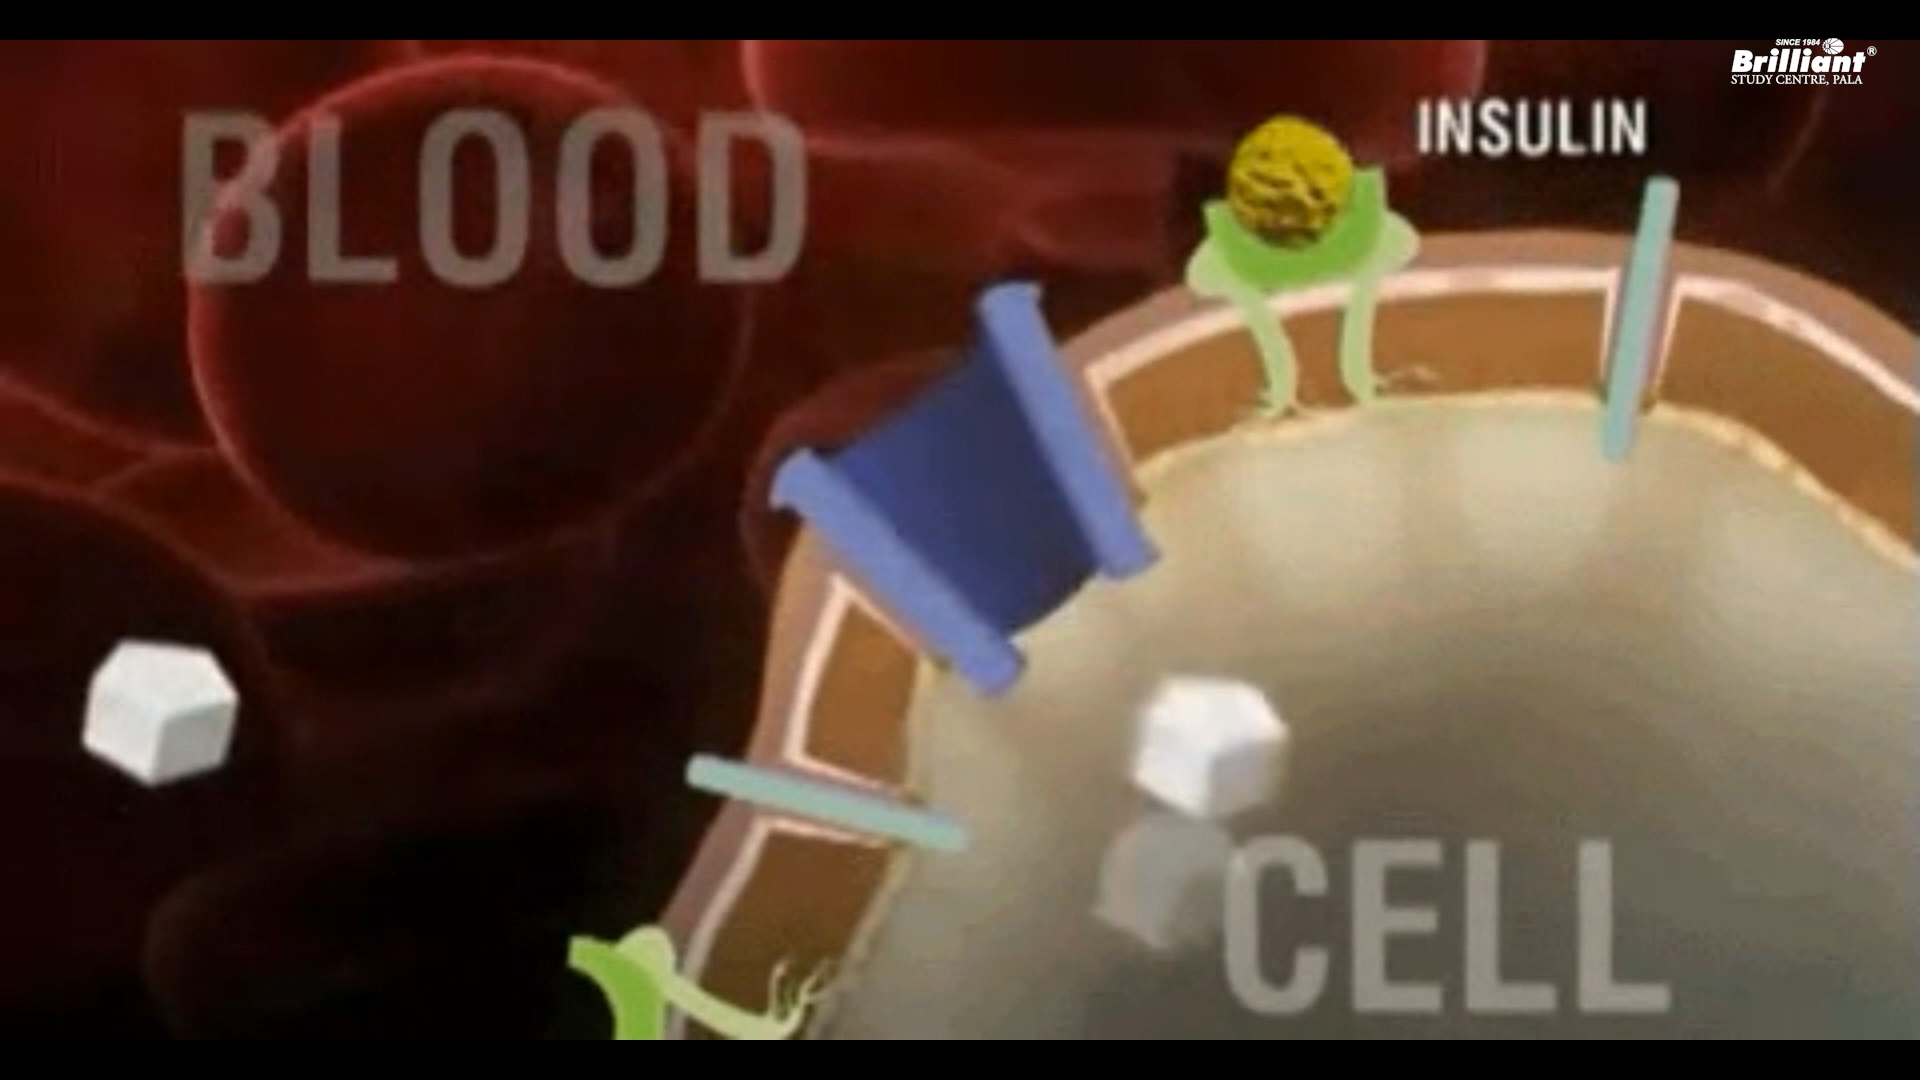 SINCE 1984
Brilliant®
STUDY CENTRE, PALA
BLOOD
INSULIN
CELL